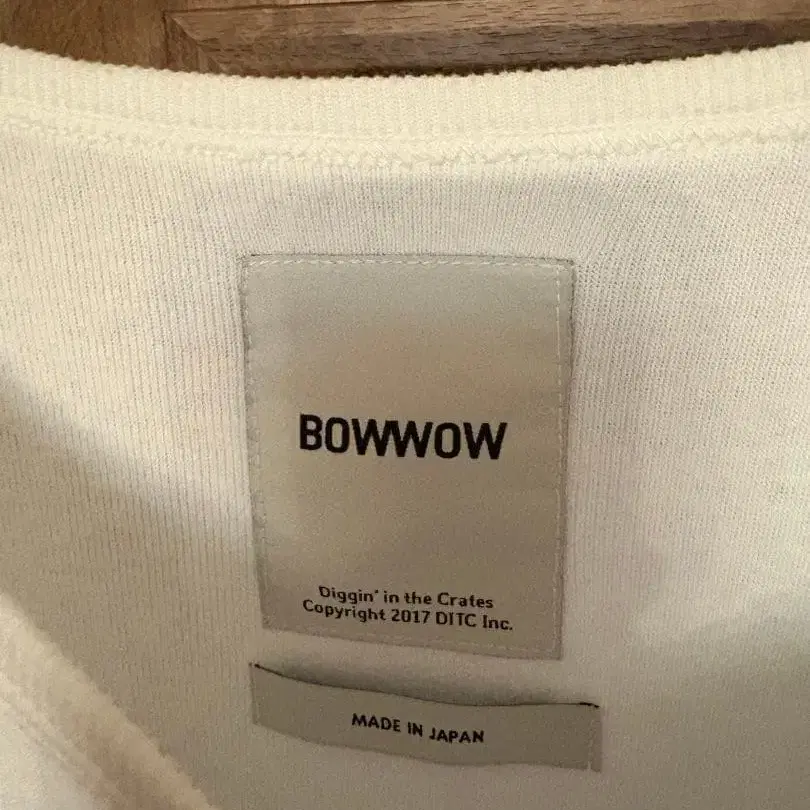 BOWWOW
Diggin' in the Crates
Copyright 2017 DITC Inc.
MADE IN JAPAN